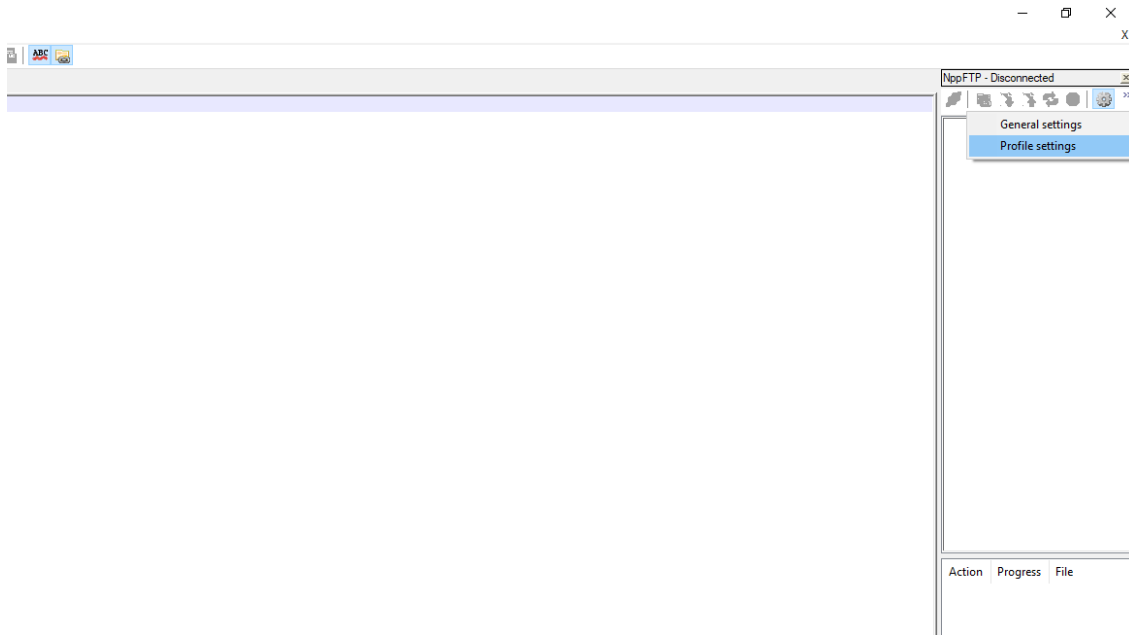 X
ABC
NppFTP - Disconnected
General settings
Profile settings
Action Progress File